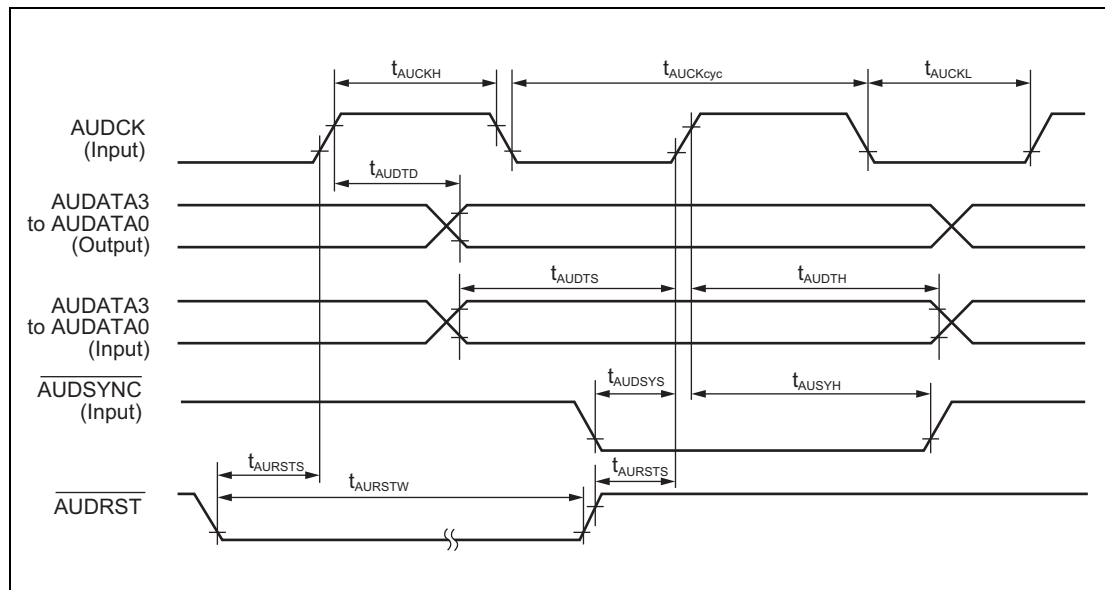 tAUCKH
tAUCKcyc
tAUCKL
AUDCK
(Input)
tAUDTD
AUDATA3
to AUDATA0
(Output)
tAUDTS
tAUDTH
AUDATA3
to AUDATA0
(Input)
tAUDSYS
tAUSYH
AUDSYNC
(Input)
tAURSTS
tAURSTS
tAURSTW
AUDRST